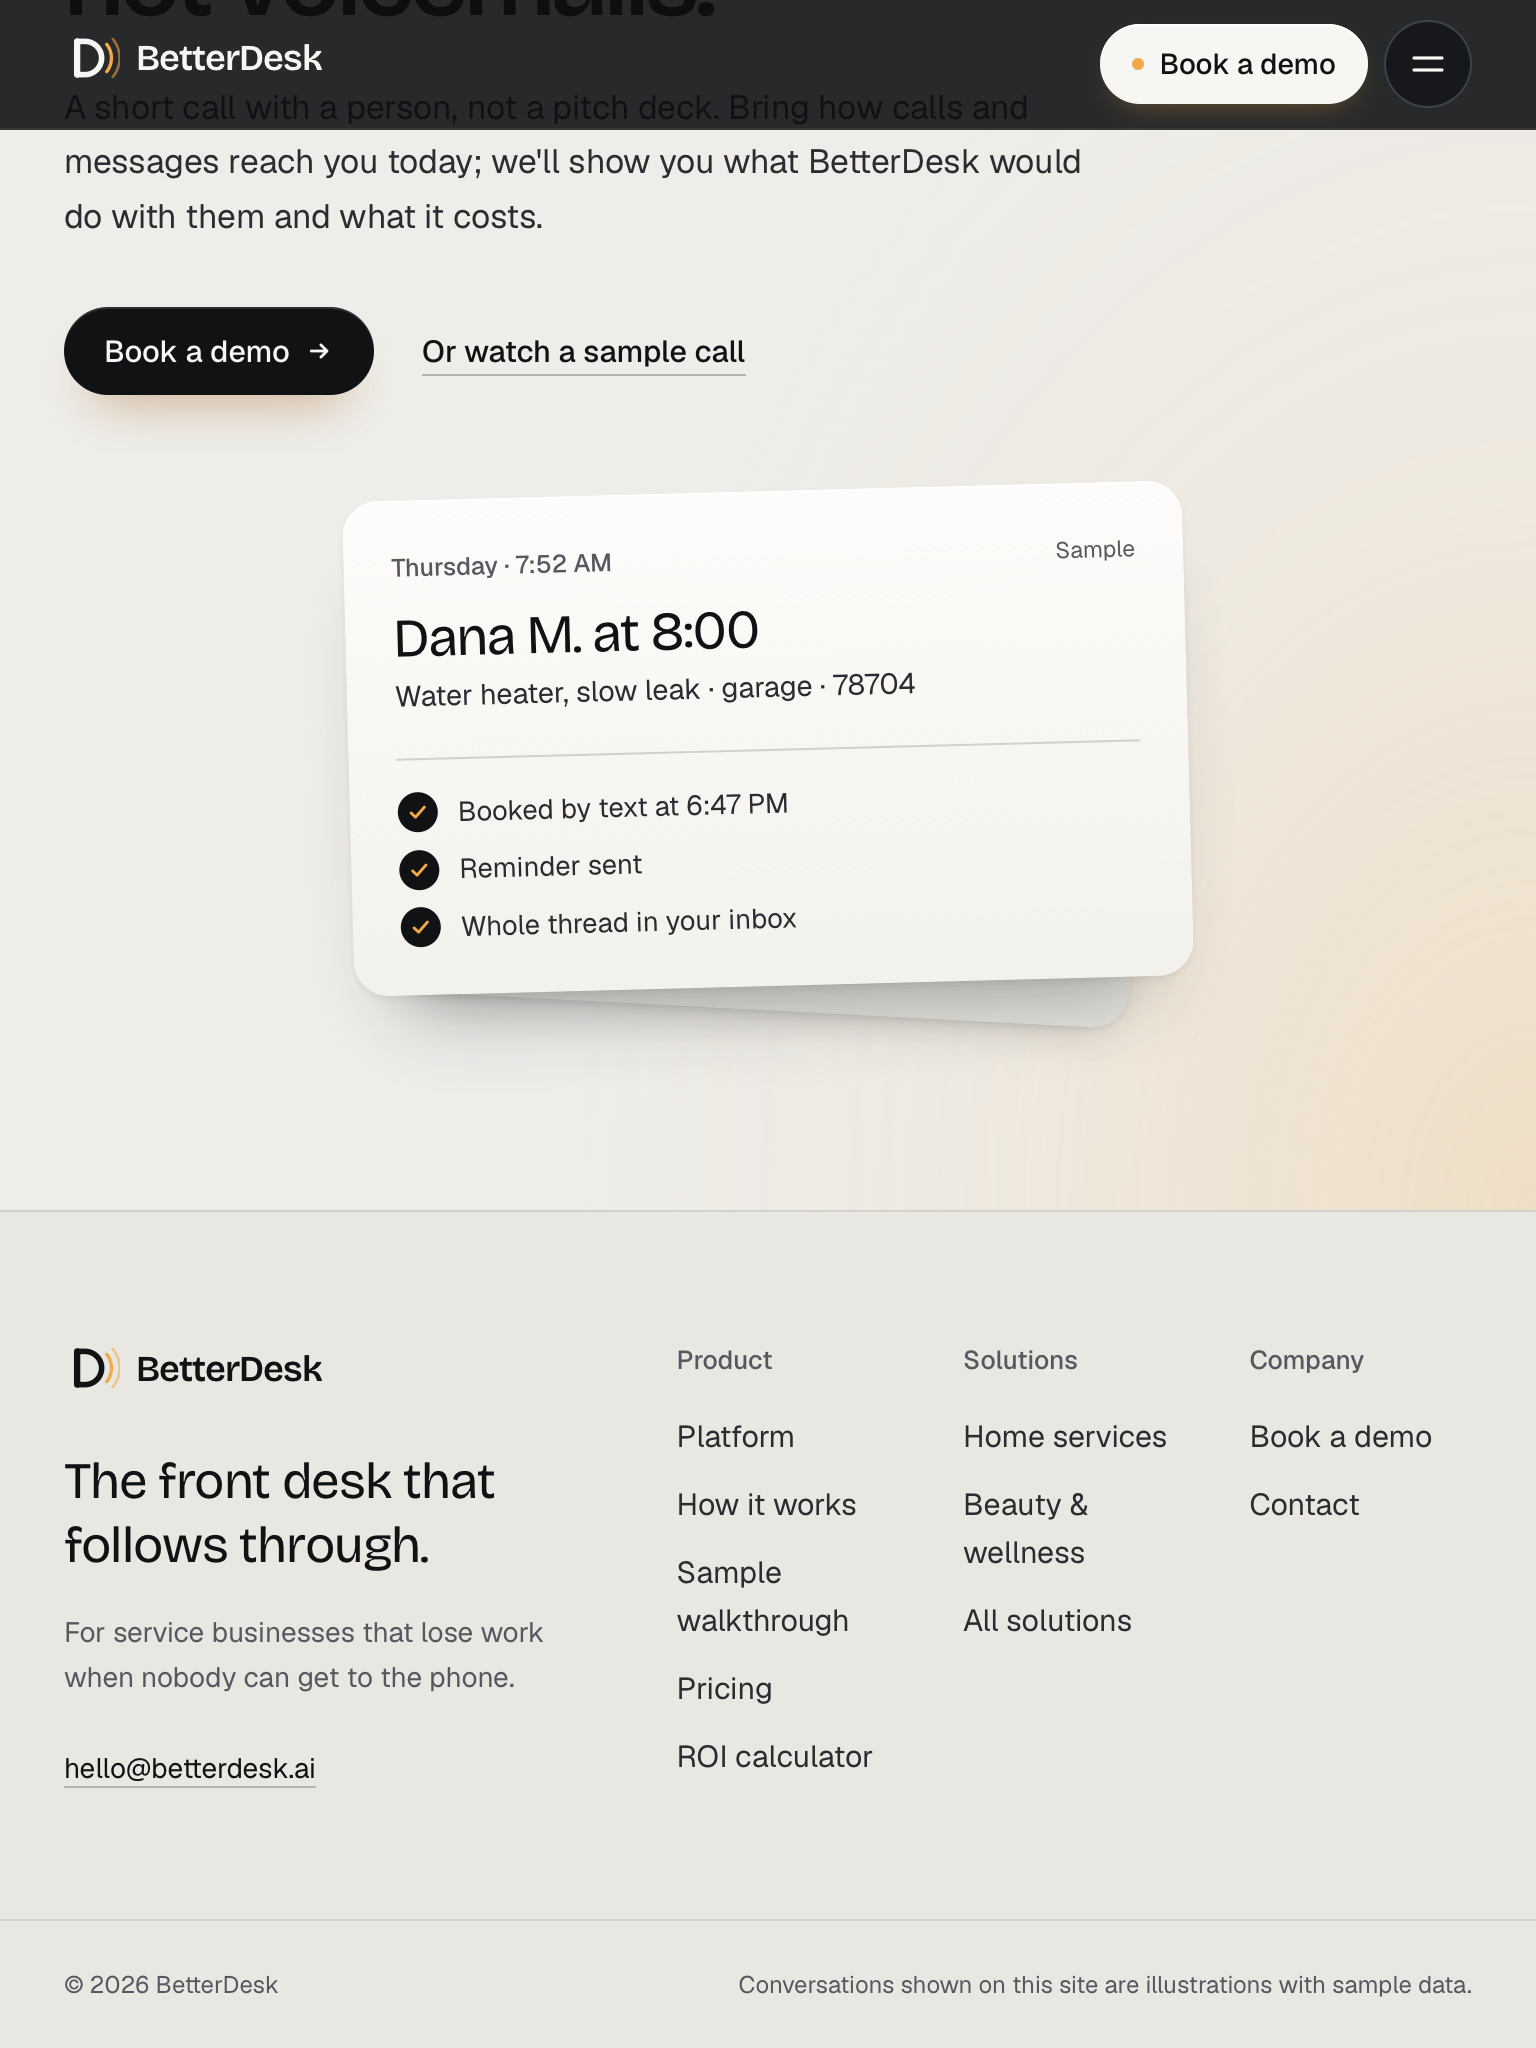 not voicemails.
BetterDesk
Book a demo
A short call with a person, not a pitch deck. Bring how calls and
messages reach you today; we'll show you what BetterDesk would
do with them and what it costs.
Book a demo →
Or watch a sample call
Thursday · 7:52 AM
Sample
Dana M. at 8:00
Water heater, slow leak · garage · 78704
Booked by text at 6:47 PM
Reminder sent
Whole thread in your inbox
BetterDesk
The front desk that
follows through.
For service businesses that lose work
when nobody can get to the phone.
hello@betterdesk.ai
Product
Platform
How it works
Sample
walkthrough
Pricing
ROI calculator
Solutions
Home services
Beauty &
wellness
All solutions
Company
Book a demo
Contact
© 2026 BetterDesk
Conversations shown on this site are illustrations with sample data.